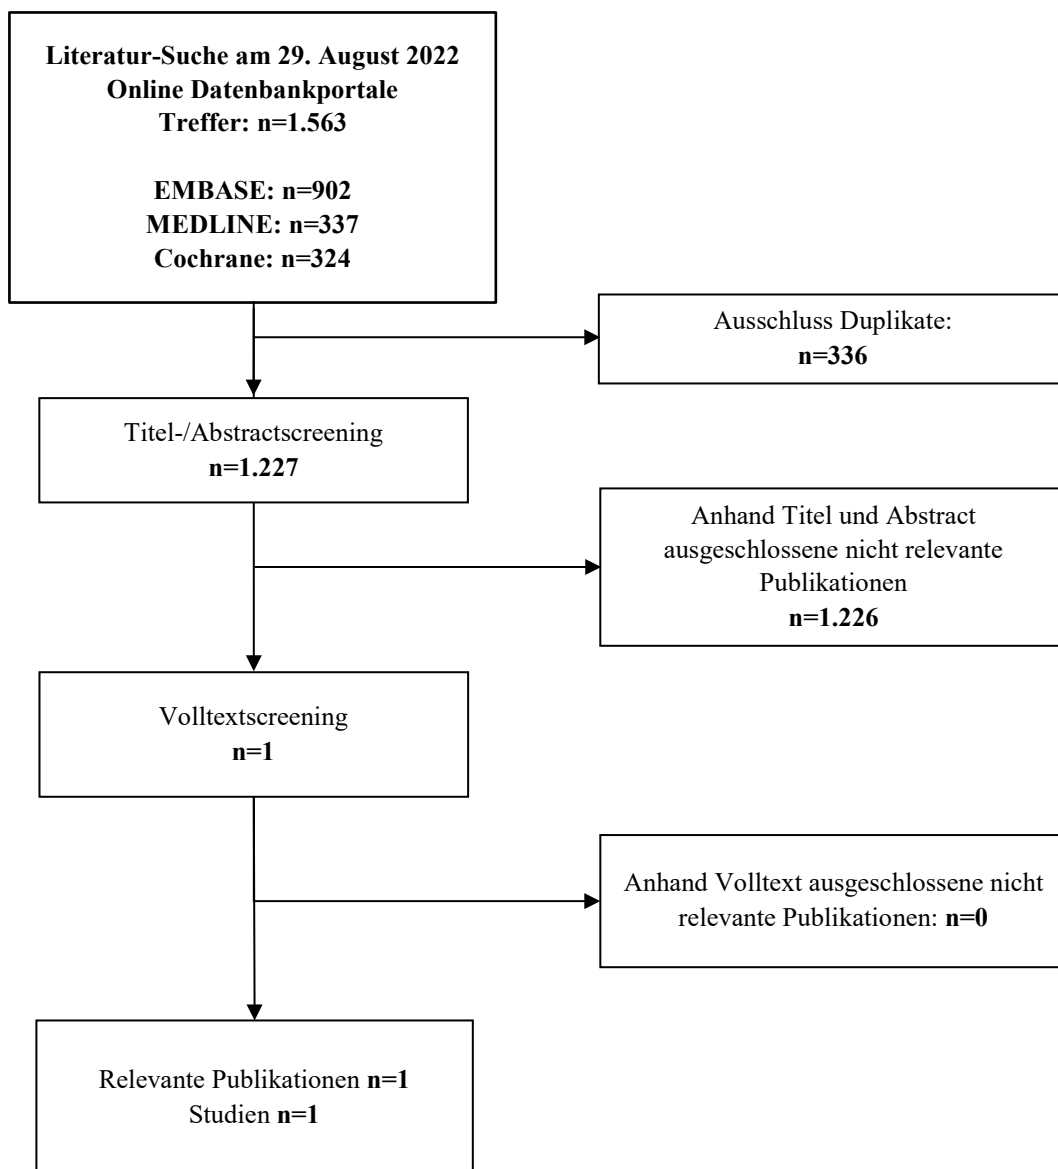 Literatur-Suche am 29. August 2022
Online Datenbankportale
Treffer: n=1.563
EMBASE: n=902
MEDLINE: n=337
Cochrane: n=324
Ausschluss Duplikate:
n=336
Titel-/Abstractscreening
n=1.227
Anhand Titel und Abstract
ausgeschlossene nicht relevante
Publikationen
n=1.226
Volltextscreening
n=1
Anhand Volltext ausgeschlossene nicht
relevante Publikationen: n=0
Relevante Publikationen n=1
Studien n=1